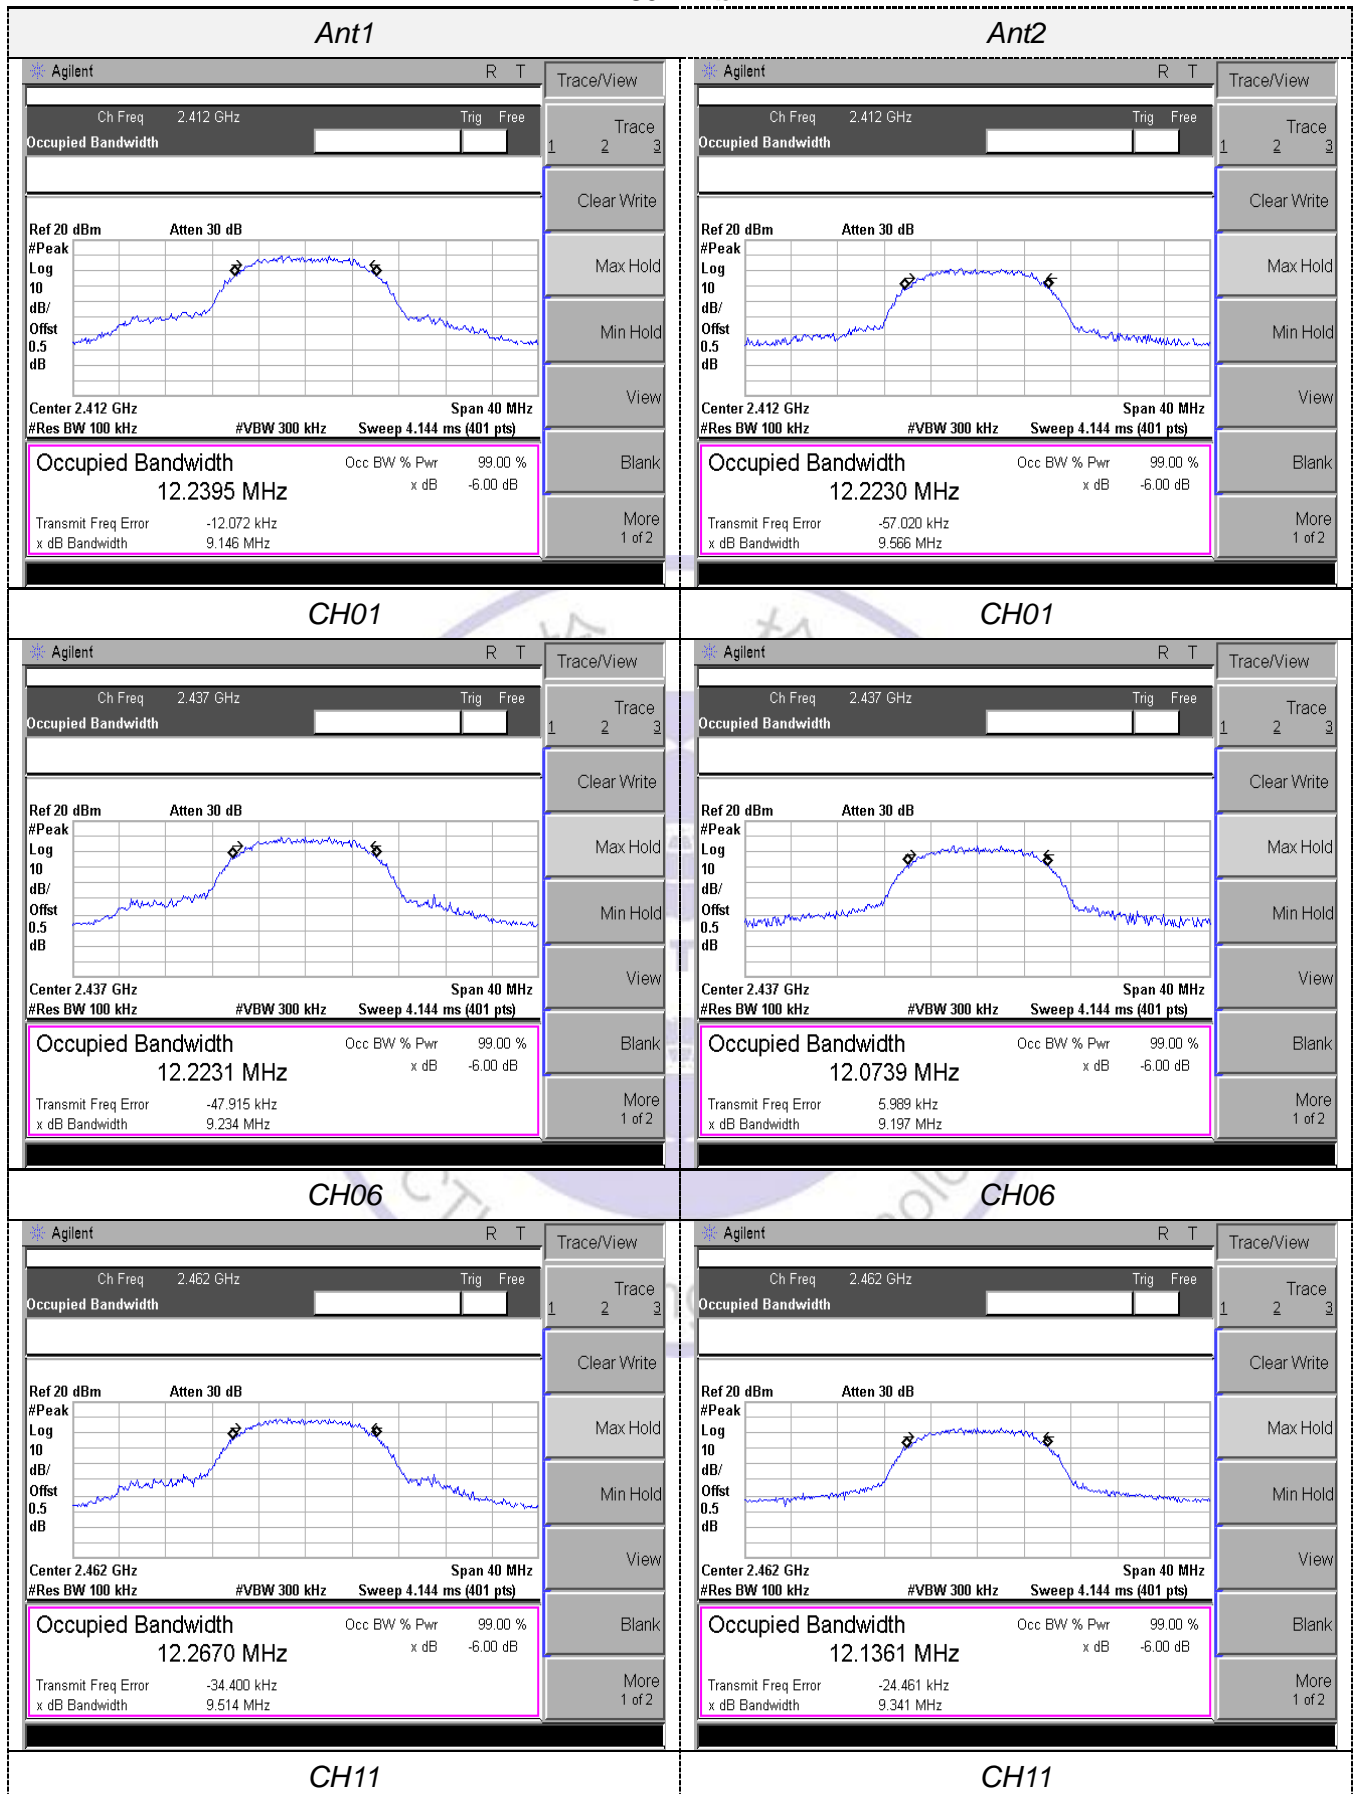 Ant1
Ant2
Agilent R T
Trace/View
Ch Freq 2.412 GHz Trig Free
Occupied Bandwidth
Trace
1 2 3
Clear Write
Ref 20 dBm Atten 30 dB
#Peak
Log
10
dB/
Offst
0.5
dB
Max Hold
Min Hold
View
Center 2.412 GHz Span 40 MHz
#Res BW 100 kHz #VBW 300 kHz Sweep 4.144 ms (401 pts)
Occupied Bandwidth Occ BW % Pwr 99.00 %
12.2395 MHz x dB -6.00 dB
Transmit Freq Error -12.072 kHz
x dB Bandwidth 9.146 MHz
Blank
More
1 of 2
Agilent R T
Trace/View
Ch Freq 2.412 GHz Trig Free
Occupied Bandwidth
Trace
1 2 3
Clear Write
Ref 20 dBm Atten 30 dB
#Peak
Log
10
dB/
Offst
0.5
dB
Max Hold
Min Hold
View
Center 2.412 GHz Span 40 MHz
#Res BW 100 kHz #VBW 300 kHz Sweep 4.144 ms (401 pts)
Occupied Bandwidth Occ BW % Pwr 99.00 %
12.2230 MHz x dB -6.00 dB
Transmit Freq Error -57.020 kHz
x dB Bandwidth 9.566 MHz
Blank
More
1 of 2
CH01
CH01
Agilent R T
Trace/View
Ch Freq 2.437 GHz Trig Free
Occupied Bandwidth
Trace
1 2 3
Clear Write
Ref 20 dBm Atten 30 dB
#Peak
Log
10
dB/
Offst
0.5
dB
Max Hold
Min Hold
View
Center 2.437 GHz Span 40 MHz
#Res BW 100 kHz #VBW 300 kHz Sweep 4.144 ms (401 pts)
Occupied Bandwidth Occ BW % Pwr 99.00 %
12.2231 MHz x dB -6.00 dB
Transmit Freq Error -47.915 kHz
x dB Bandwidth 9.234 MHz
Blank
More
1 of 2
Agilent R T
Trace/View
Ch Freq 2.437 GHz Trig Free
Occupied Bandwidth
Trace
1 2 3
Clear Write
Ref 20 dBm Atten 30 dB
#Peak
Log
10
dB/
Offst
0.5
dB
Max Hold
Min Hold
View
Center 2.437 GHz Span 40 MHz
#Res BW 100 kHz #VBW 300 kHz Sweep 4.144 ms (401 pts)
Occupied Bandwidth Occ BW % Pwr 99.00 %
12.0739 MHz x dB -6.00 dB
Transmit Freq Error 5.989 kHz
x dB Bandwidth 9.197 MHz
Blank
More
1 of 2
CH06
CH06
Agilent R T
Trace/View
Ch Freq 2.462 GHz Trig Free
Occupied Bandwidth
Trace
1 2 3
Clear Write
Ref 20 dBm Atten 30 dB
#Peak
Log
10
dB/
Offst
0.5
dB
Max Hold
Min Hold
View
Center 2.462 GHz Span 40 MHz
#Res BW 100 kHz #VBW 300 kHz Sweep 4.144 ms (401 pts)
Occupied Bandwidth Occ BW % Pwr 99.00 %
12.2670 MHz x dB -6.00 dB
Transmit Freq Error -34.400 kHz
x dB Bandwidth 9.514 MHz
Blank
More
1 of 2
Agilent R T
Trace/View
Ch Freq 2.462 GHz Trig Free
Occupied Bandwidth
Trace
1 2 3
Clear Write
Ref 20 dBm Atten 30 dB
#Peak
Log
10
dB/
Offst
0.5
dB
Max Hold
Min Hold
View
Center 2.462 GHz Span 40 MHz
#Res BW 100 kHz #VBW 300 kHz Sweep 4.144 ms (401 pts)
Occupied Bandwidth Occ BW % Pwr 99.00 %
12.1361 MHz x dB -6.00 dB
Transmit Freq Error -24.461 kHz
x dB Bandwidth 9.341 MHz
Blank
More
1 of 2
CH11
CH11